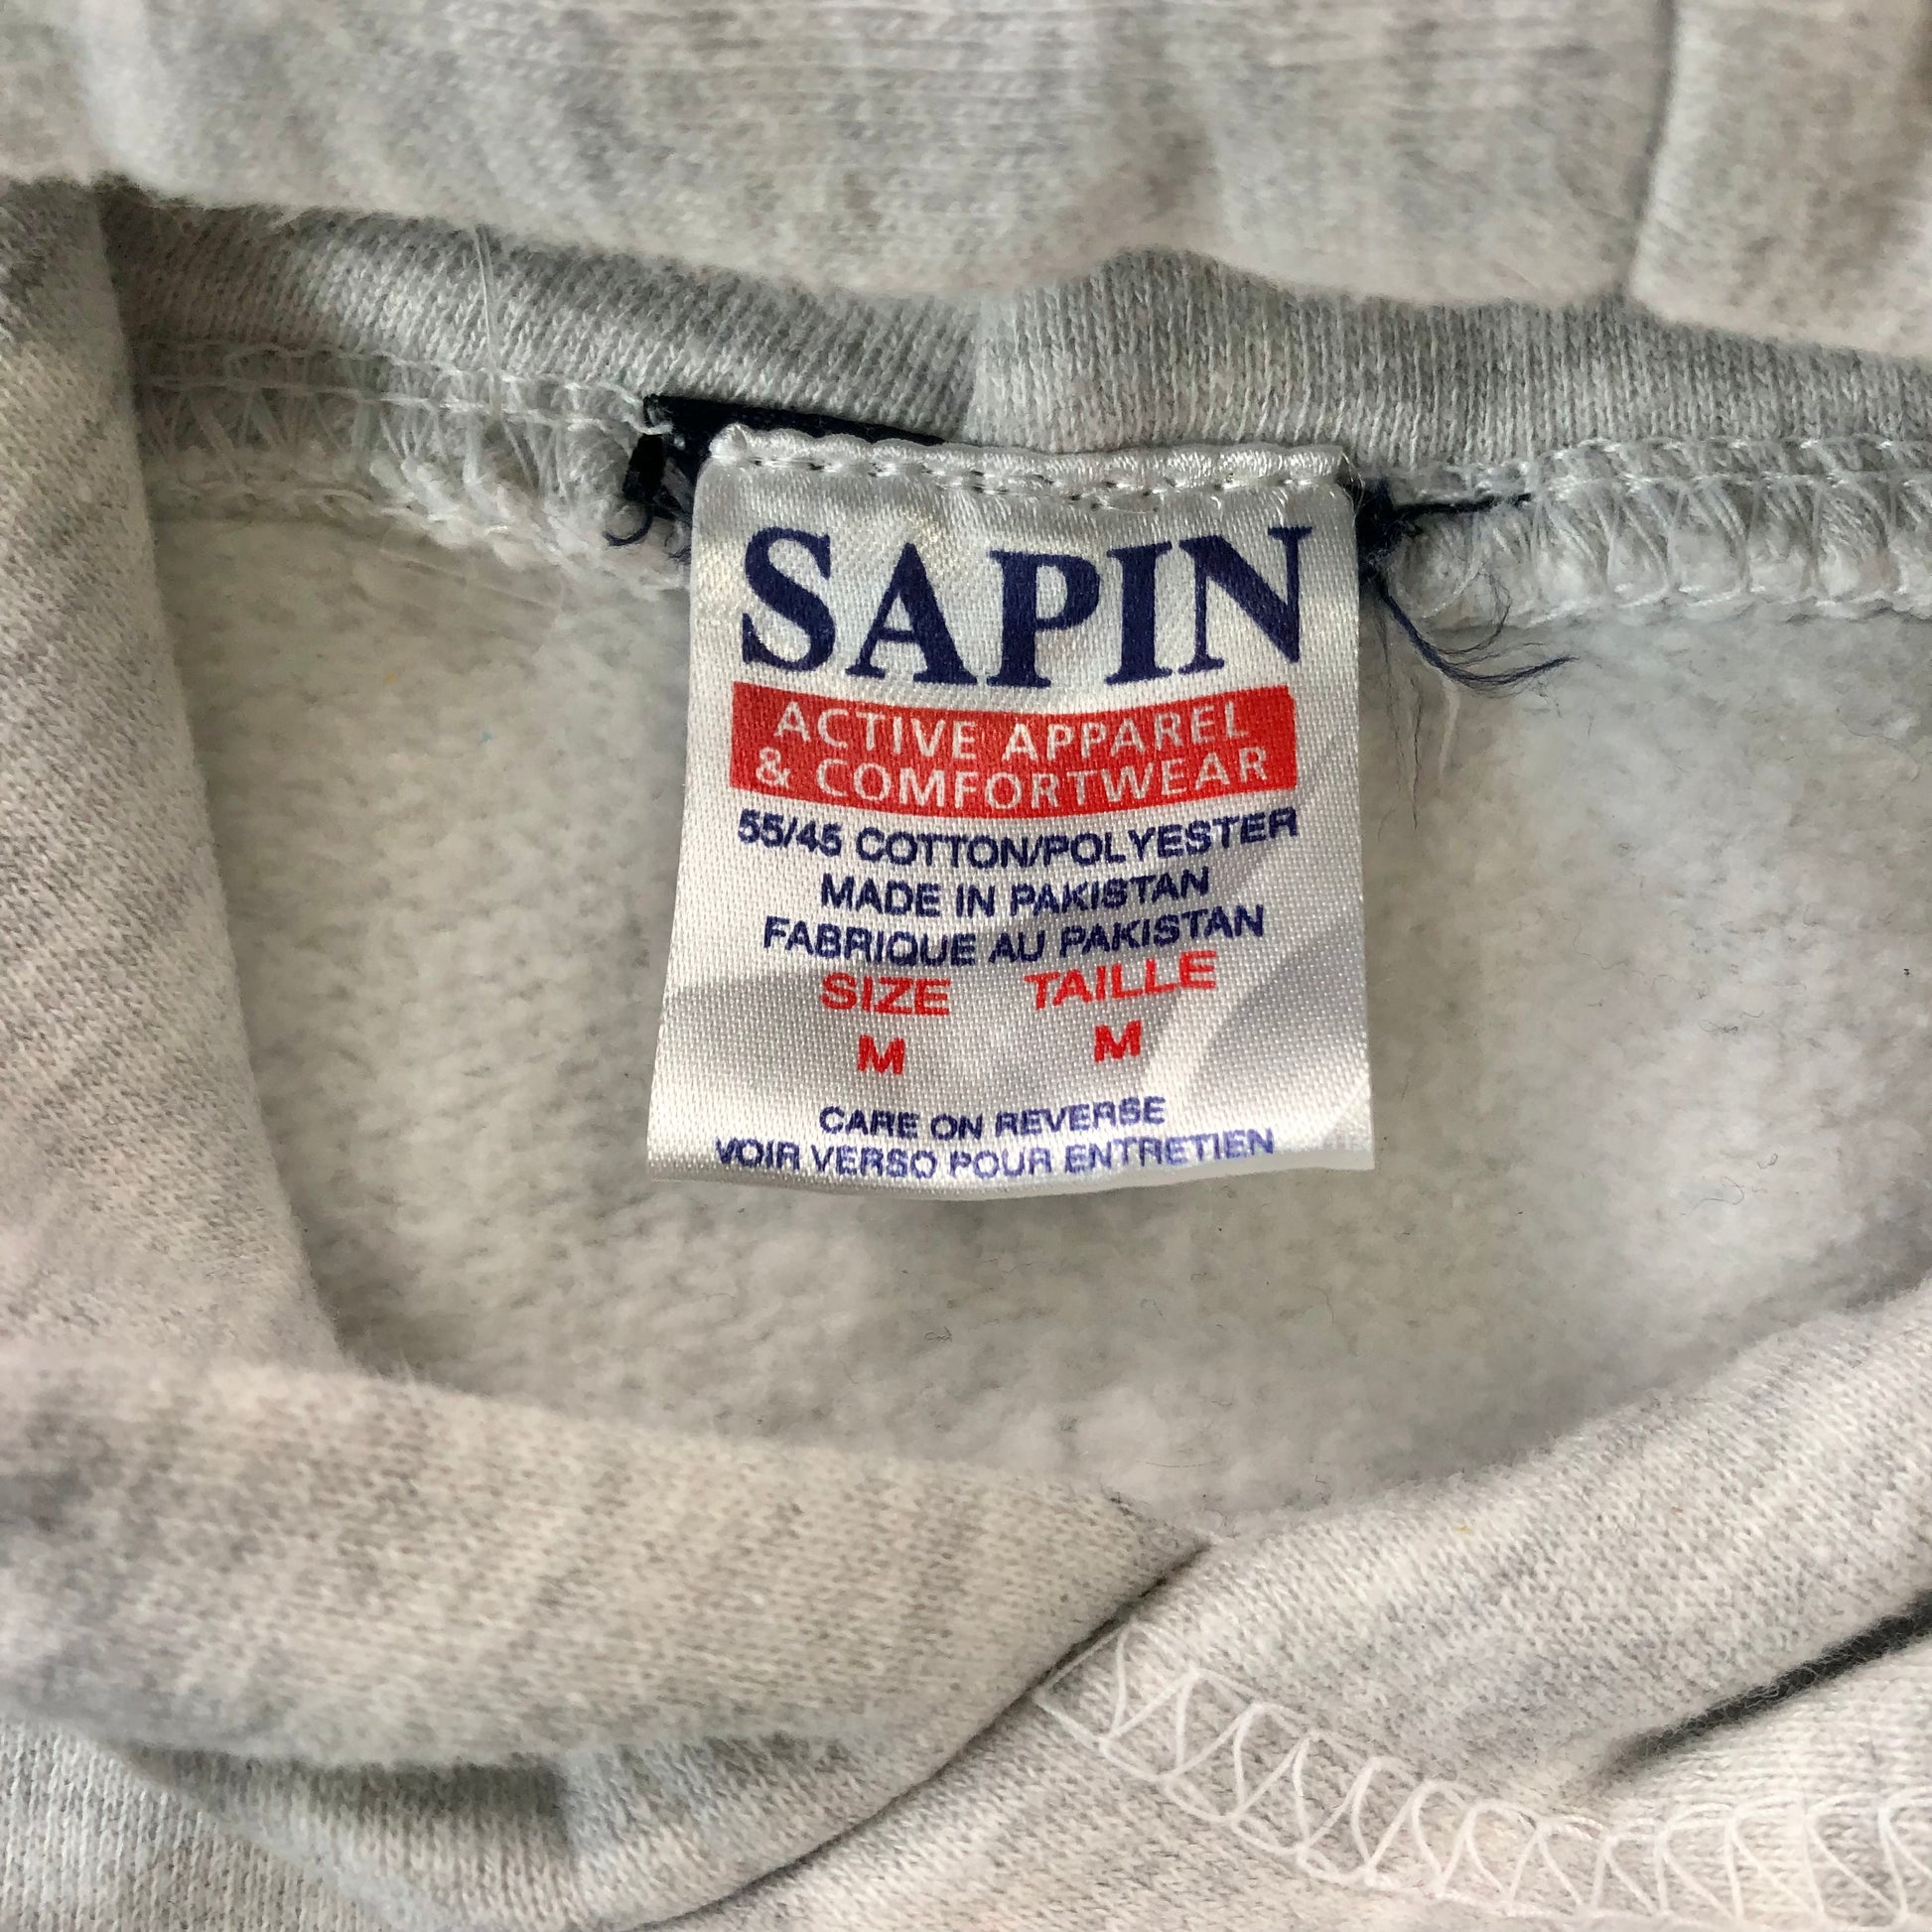 SAPIN
ACTIVE APPAREL
& COMFORTWEAR
55/45 COTTON/POLYESTER
MADE IN PAKISTAN
FABRIQUE AU PAKISTAN
SIZE TAILLE
M M
CARE ON REVERSE
VOIR VERSO POUR ENTRETIEN